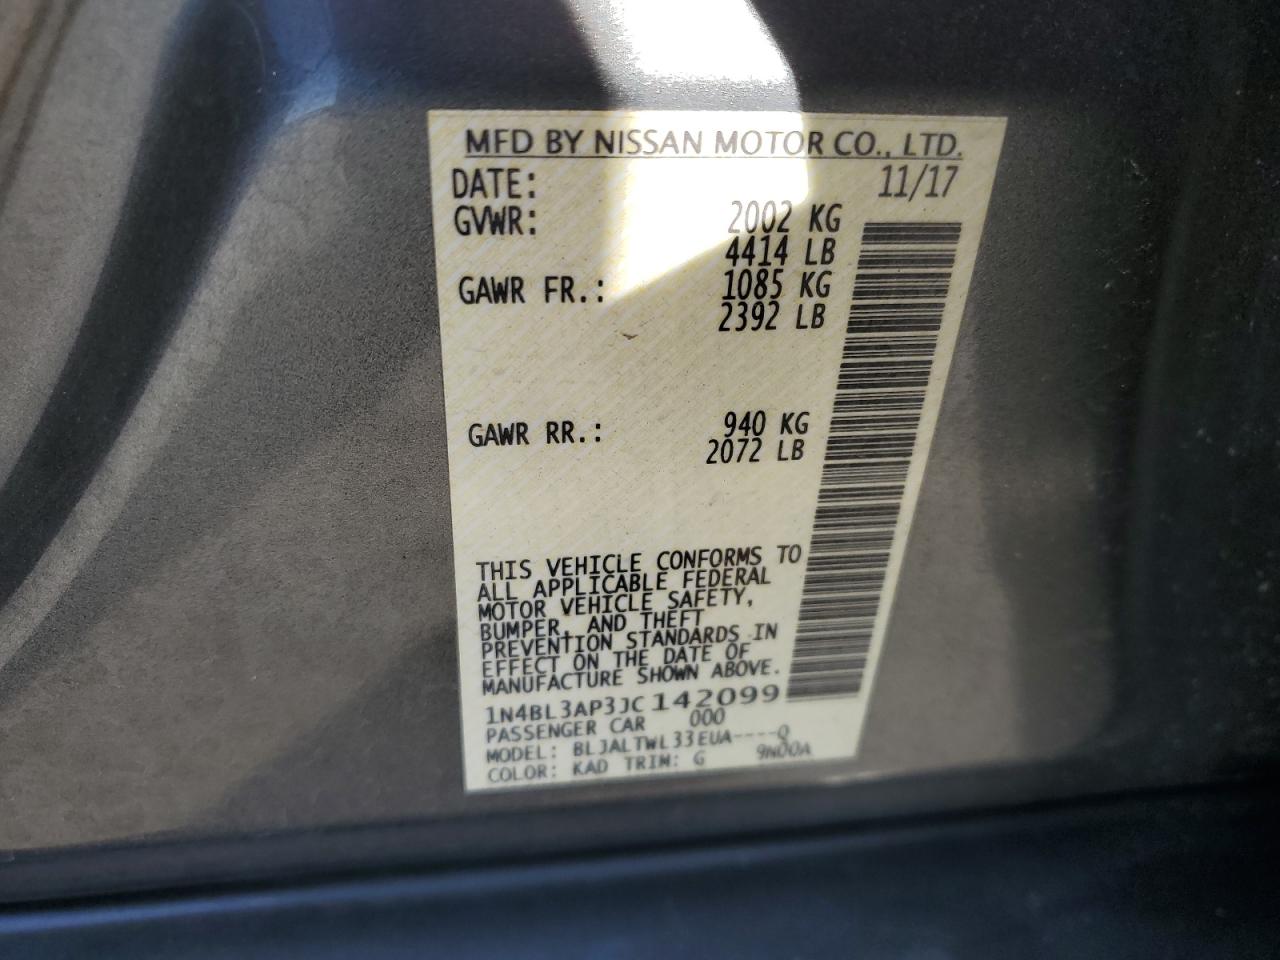 MFD BY NISSAN MOTOR CO., LTD.
DATE: 11/17
GVWR: 2002 KG
4414 LB
GAWR FR.: 1085 KG
2392 LB
GAWR RR.: 940 KG
2072 LB
THIS VEHICLE CONFORMS TO
ALL APPLICABLE FEDERAL
MOTOR VEHICLE SAFETY,
BUMPER, AND THEFT
PREVENTION STANDARDS IN
EFFECT ON THE DATE OF
MANUFACTURE SHOWN ABOVE.
1N4BL3AP3JC142099
PASSENGER CAR 000
MODEL: BLJALTWL33EUA----Q
COLOR: KAD TRIM: G 9N00A